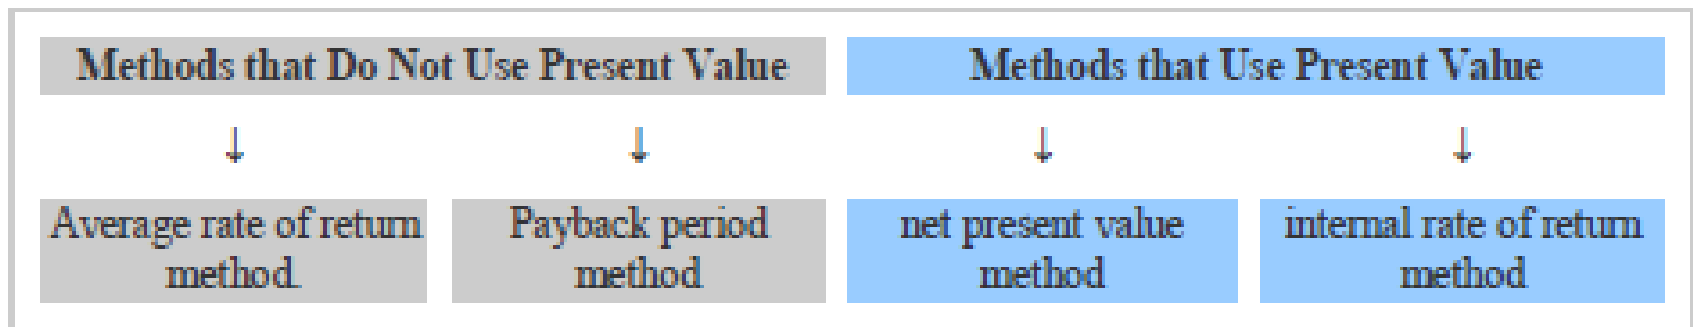 Methods that Do Not Use Present Value
Methods that Use Present Value
↓
↓
↓
↓
Average rate of return
method.
Payback period
method
net present value
method
internal rate of return
method